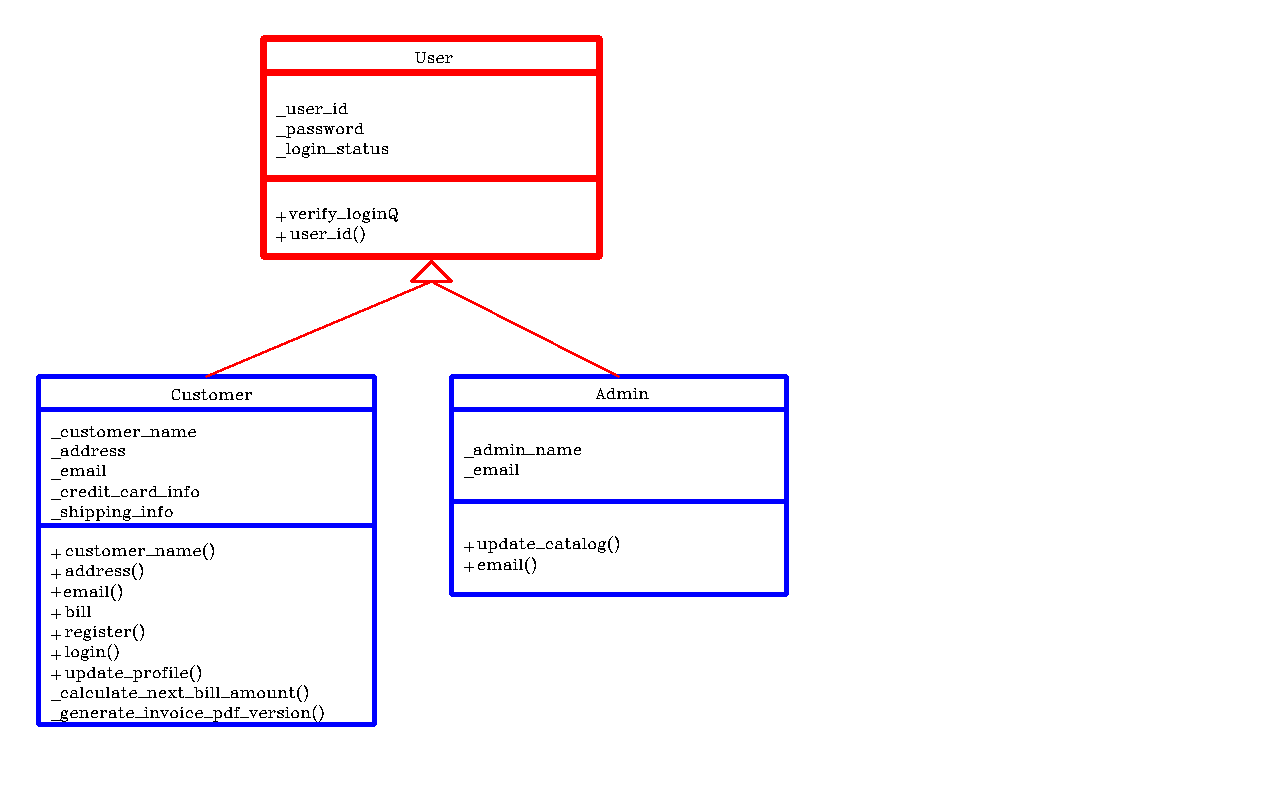 User
_user_id
_password
_login_status
+verify_loginQ
+user_id()
Customer
_customer_name
_address
_email
_credit_card_info
_shipping_info
+customer_name()
+address()
+email()
+bill
+register()
+login()
+update_profile()
_calculate_next_bill_amount()
_generate_invoice_pdf_version()
Admin
_admin_name
_email
+update_catalog()
+email()